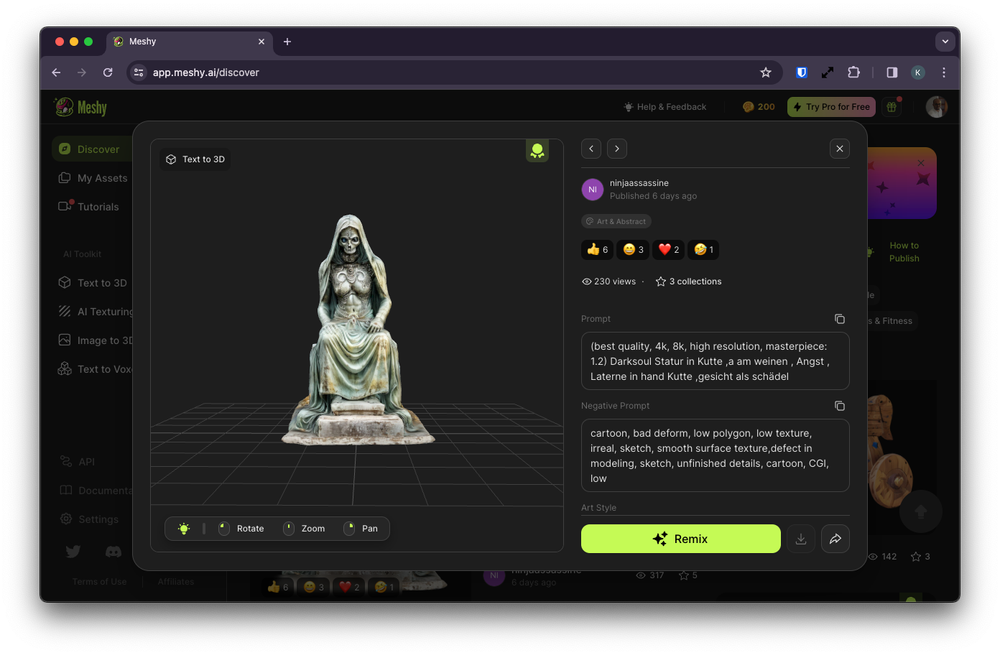 Meshy
app.meshy.ai/discover
K
Meshy
Help & Feedback
200
Try Pro for Free
Discover
My Assets
Tutorials
AI Toolkit
Text to 3D
AI Texturing
Image to 3D
Text to Vox
API
Documenta
Settings
Terms of Use
Affiliates
Text to 3D
Rotate
Zoom
Pan
NI
ninjaassassine
Published 6 days ago
Art & Abstract
6
3
2
1
230 views ·
3 collections
Prompt
(best quality, 4k, 8k, high resolution, masterpiece:
1.2) Darksoul Statur in Kutte ,a am weinen , Angst ,
Laterne in hand Kutte ,gesicht als schädel
Negative Prompt
cartoon, bad deform, low polygon, low texture,
irreal, sketch, smooth surface texture,defect in
modeling, sketch, unfinished details, cartoon, CGI,
low
Art Style
Remix
How to
Publish
s & Fitness
142
3
6
3
2
1
NI
ninjaassassine
6 days ago
317
5